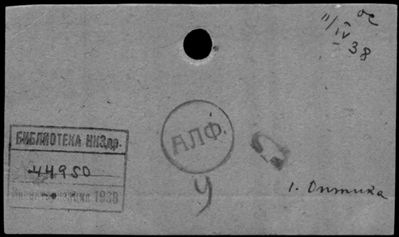 11/IV 38
АЛФ.
БИБЛИОТЕКА НКЗдр.
44950
1938
У
1. Оптика